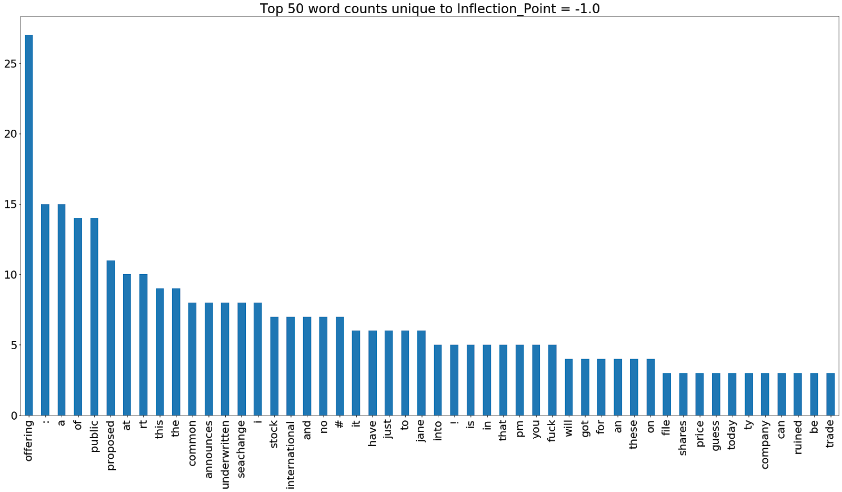 Top 50 word counts unique to Inflection_Point = -1.0
25
20
15
10
5
0
offering
:
a
of
public
proposed
at
rt
this
the
common
announces
underwritten
seachange
i
stock
international
and
no
#
it
have
just
to
jane
into
!
is
in
that
pm
you
fuck
will
got
for
an
these
on
file
shares
price
guess
today
ty
company
can
ruined
be
trade